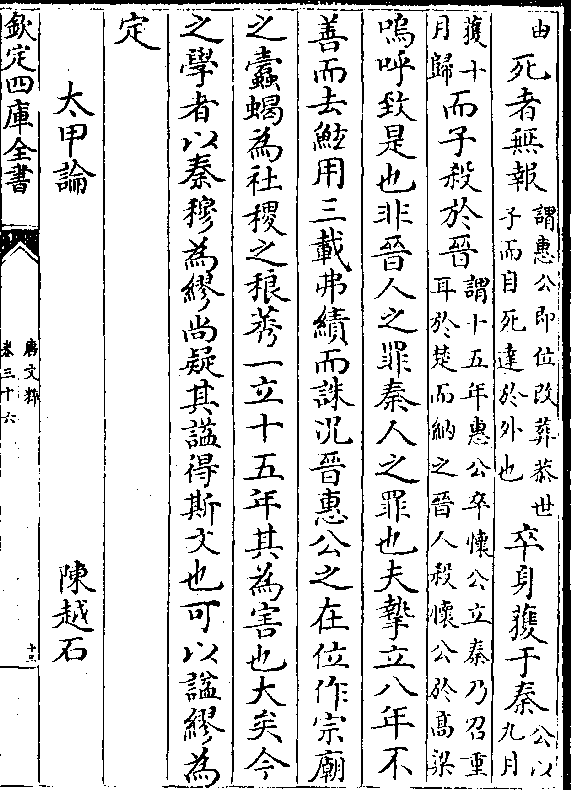 由死者無報謂惠公即位改葬恭世子而自死達於外也卒身獲于秦公以九月
獲十月歸而子殺於晉謂十五年惠公卒懷公立秦乃召重耳於楚而納之晉人殺懷公於高梁
嗚呼致是也非晉人之罪秦人之罪也夫摯立八年不
善而去鮌用三載弗績而誅況晉惠公之在位作宗廟
之蠹蝎為社稷之稂莠一立十五年其為害也大矣今
之學者以秦穆為繆尚疑其謚得斯文也可以謚繆為
定
太甲論 陳越石
欽定四庫全書
唐文粹
卷三十六
十三